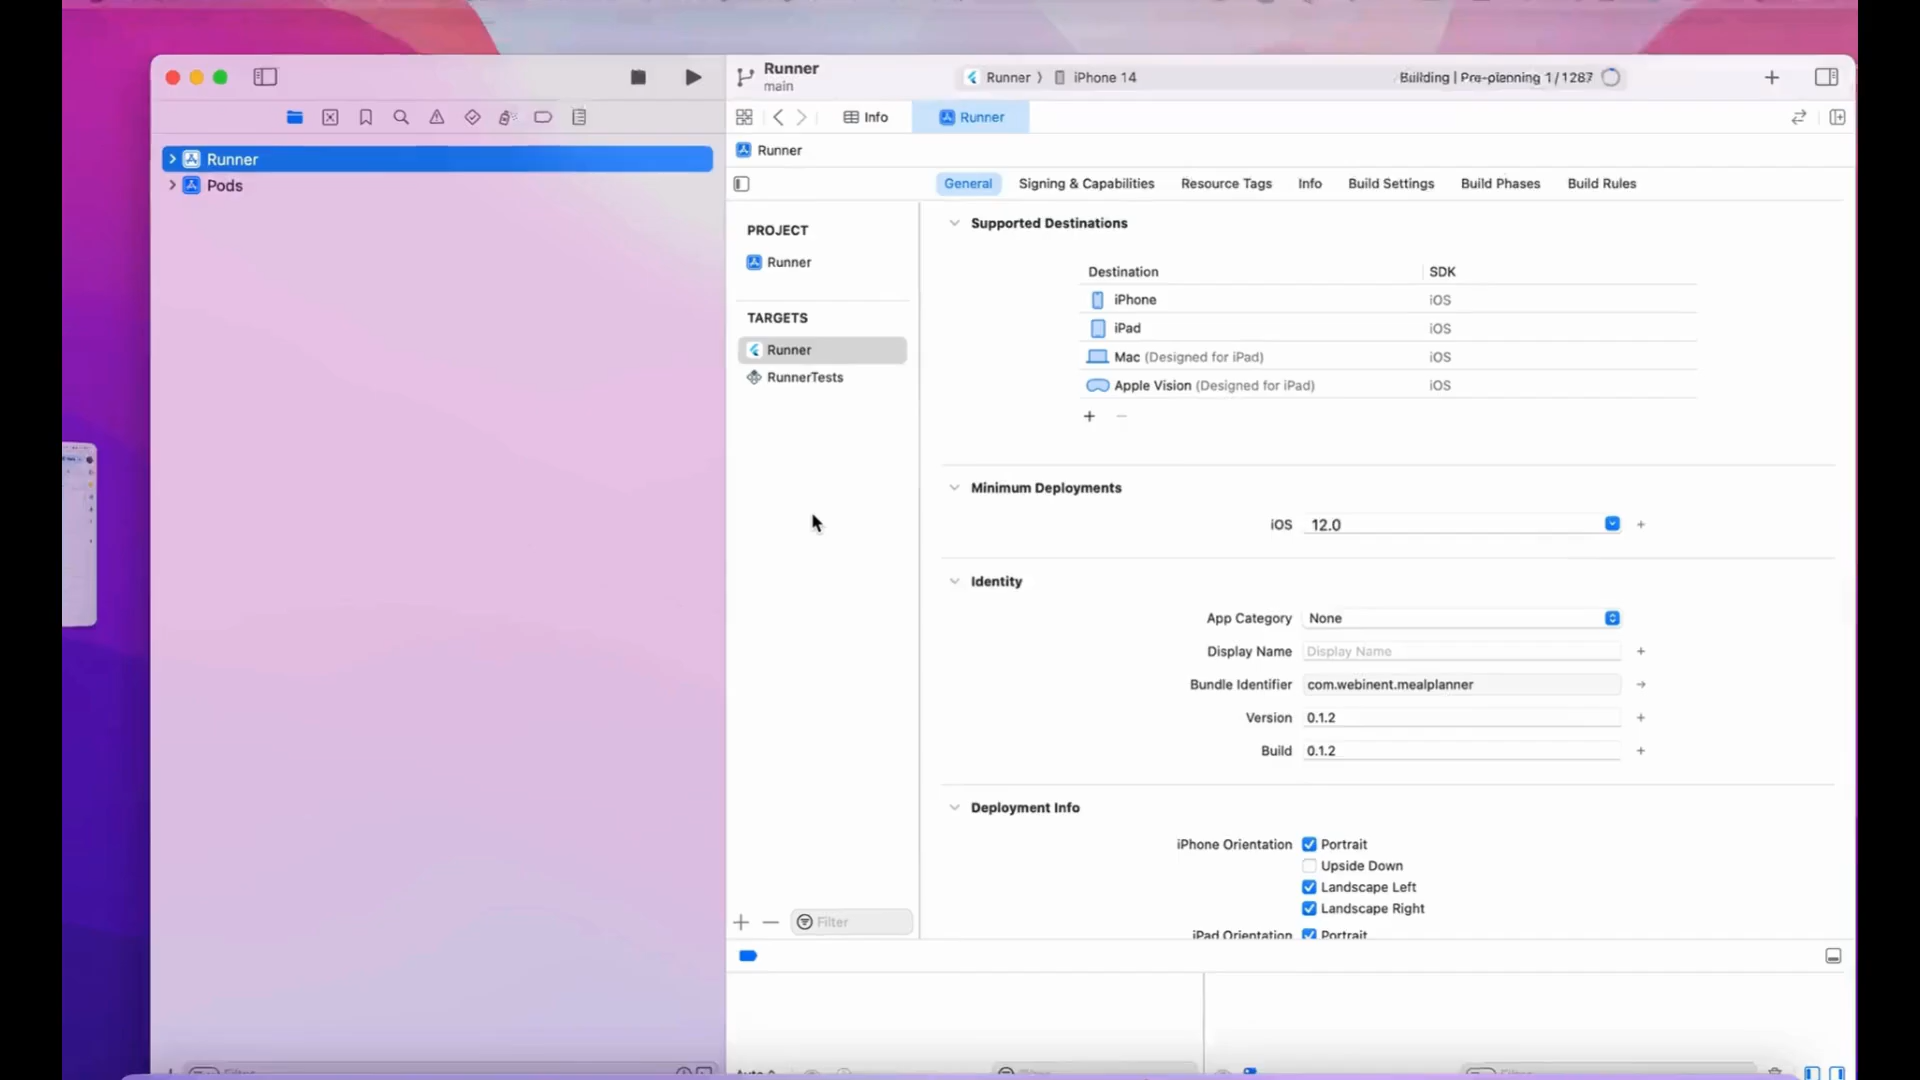 Runner
main
Runner ⟩ iPhone 14
Building | Pre-planning 1/1287
Info
Runner
Runner
Pods
Runner
General
Signing & Capabilities
Resource Tags
Info
Build Settings
Build Phases
Build Rules
PROJECT
Runner
TARGETS
Runner
RunnerTests
Supported Destinations
Destination SDK
iPhone iOS
iPad iOS
Mac (Designed for iPad) iOS
Apple Vision (Designed for iPad) iOS
Minimum Deployments
iOS 12.0
Identity
App Category None
Display Name Display Name
Bundle Identifier com.webinent.mealplanner
Version 0.1.2
Build 0.1.2
Deployment Info
iPhone Orientation Portrait
Upside Down
Landscape Left
Landscape Right
iPad Orientation Portrait
Filter